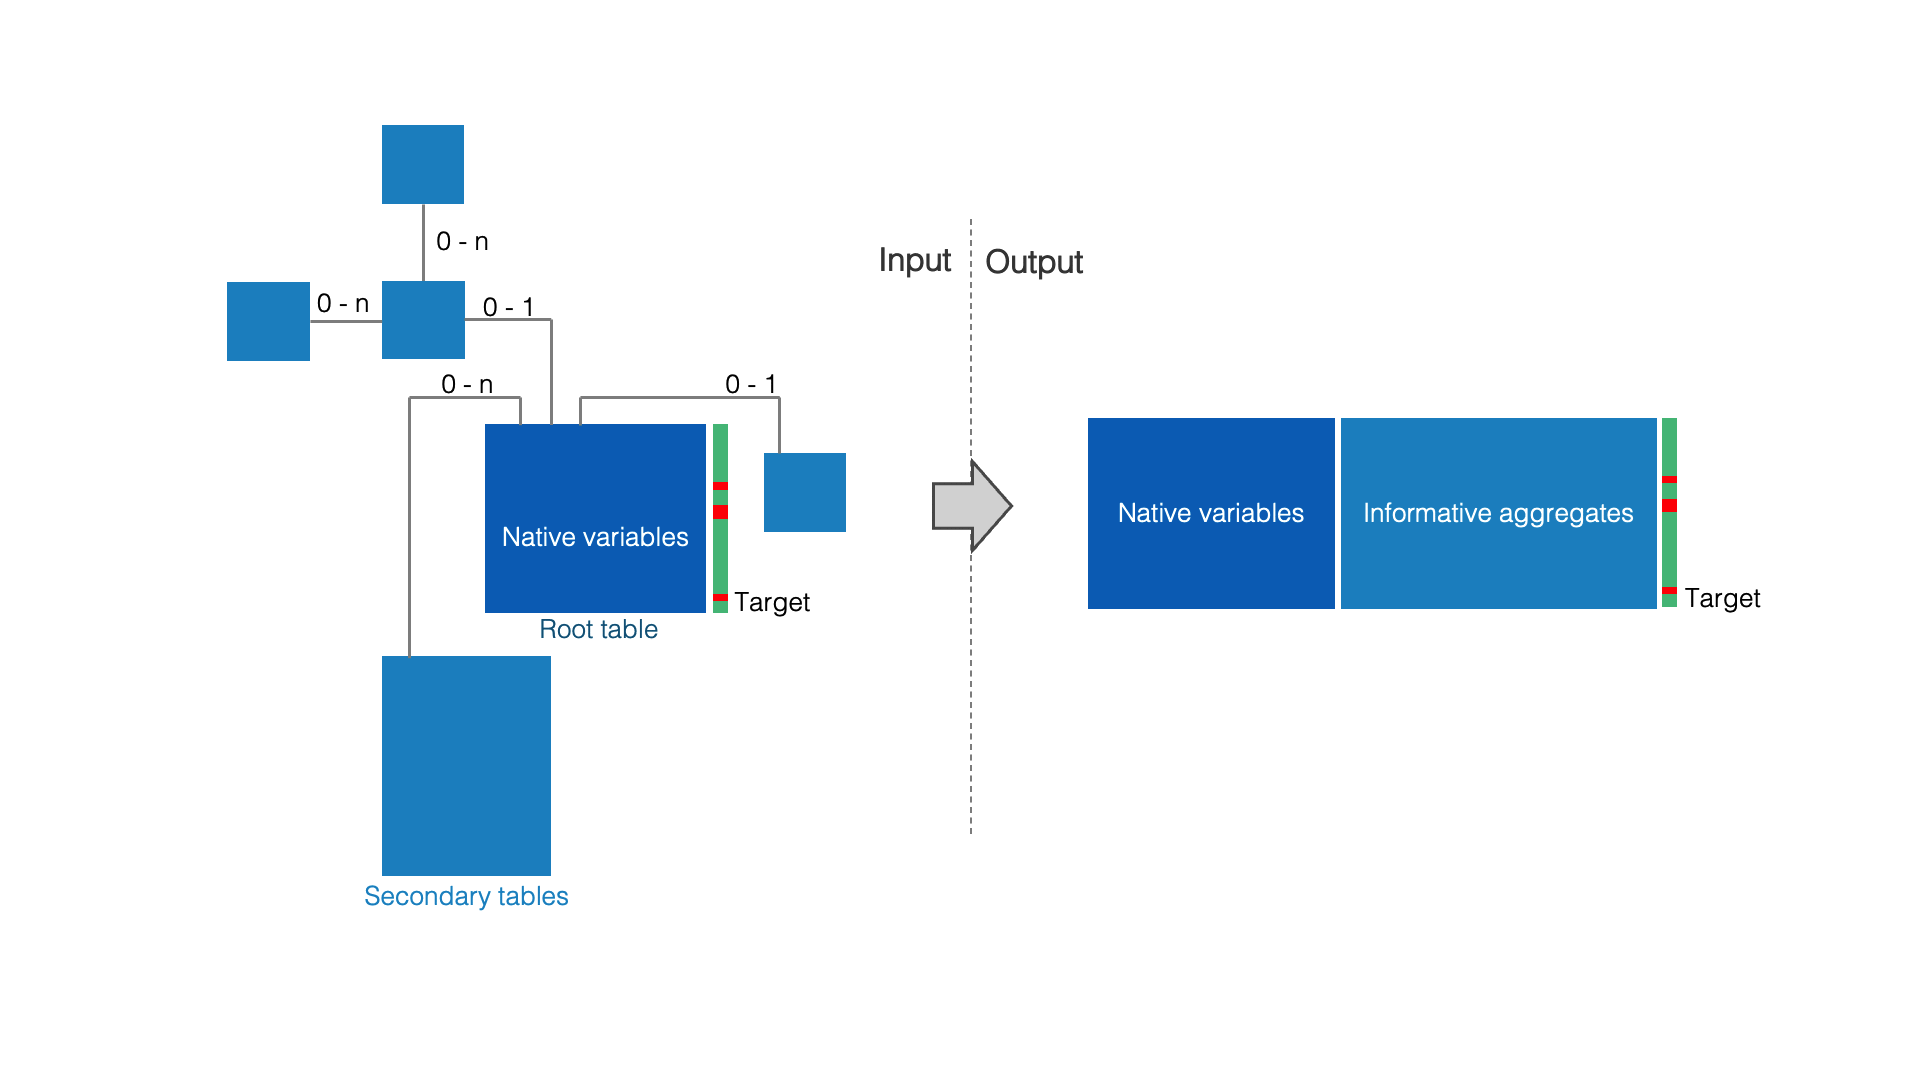 0 - n
Input
Output
0 - n
0 - 1
0 - n
0 - 1
Native variables
Target
Root table
Secondary tables
Native variables
Informative aggregates
Target